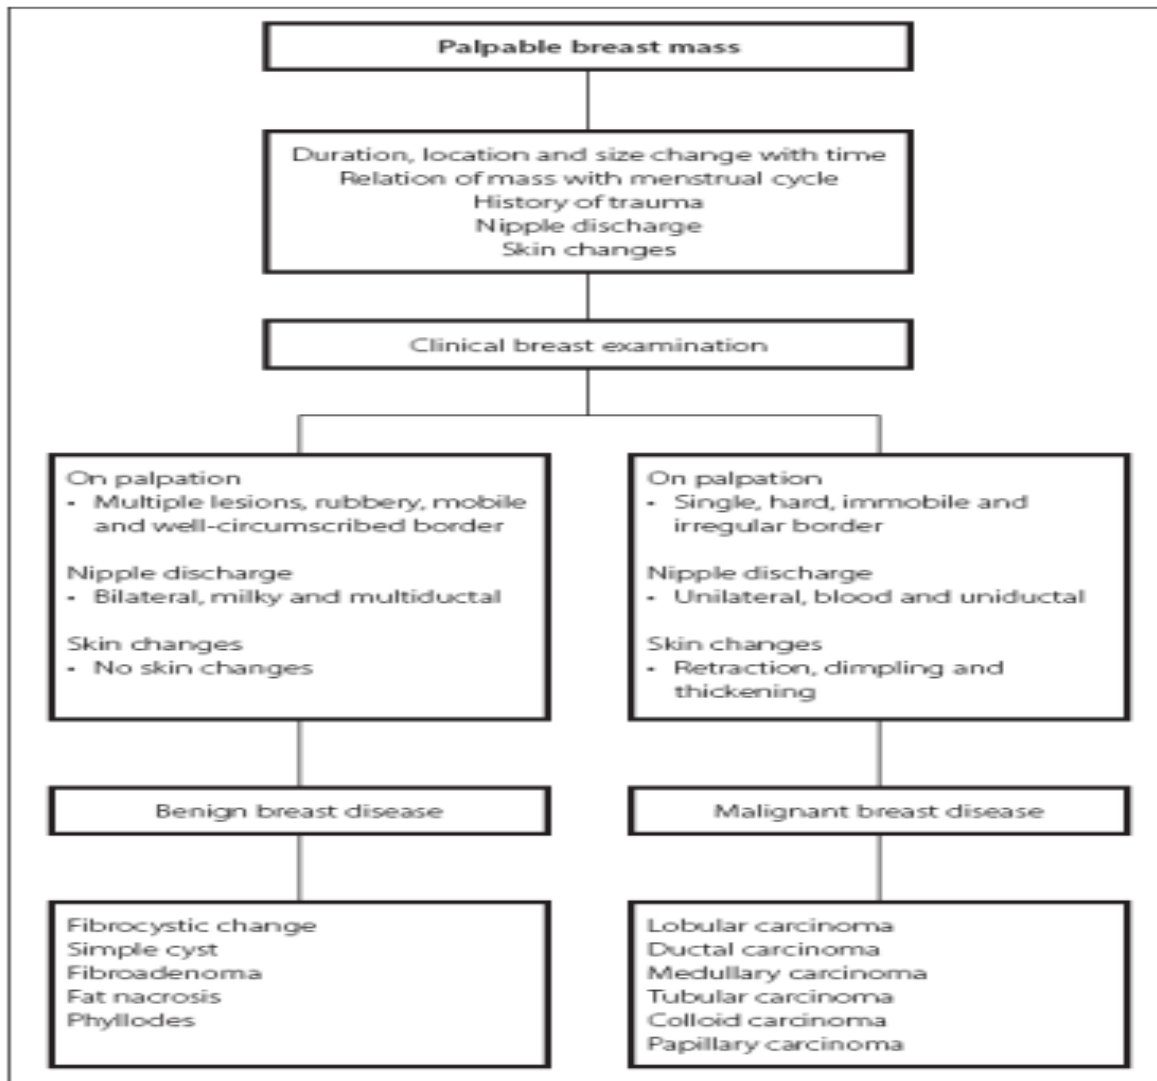 Palpable breast mass
Duration, location and size change with time
Relation of mass with menstrual cycle
History of trauma
Nipple discharge
Skin changes
Clinical breast examination
On palpation
• Multiple lesions, rubbery, mobile
and well-circumscribed border
Nipple discharge
• Bilateral, milky and multiductal
Skin changes
• No skin changes
On palpation
• Single, hard, immobile and
irregular border
Nipple discharge
• Unilateral, blood and uniductal
Skin changes
• Retraction, dimpling and
thickening
Benign breast disease
Malignant breast disease
Fibrocystic change
Simple cyst
Fibroadenoma
Fat nacrosis
Phyllodes
Lobular carcinoma
Ductal carcinoma
Medullary carcinoma
Tubular carcinoma
Colloid carcinoma
Papillary carcinoma